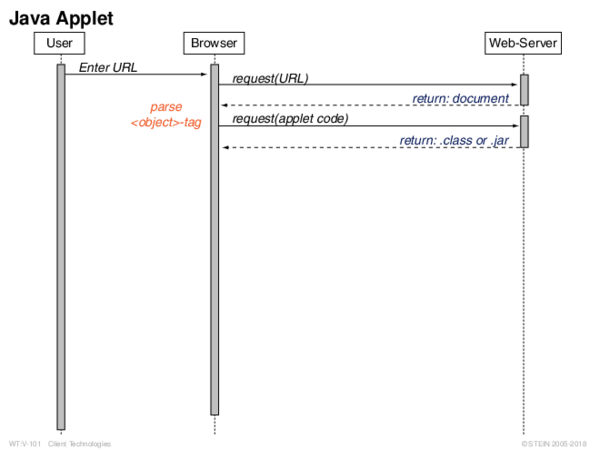 Java Applet
User
Browser
Web-Server
Enter URL
request(URL)
return: document
parse
<object>-tag
request(applet code)
return: .class or .jar
WT:V-101 Client Technologies
© STEIN 2005-2018